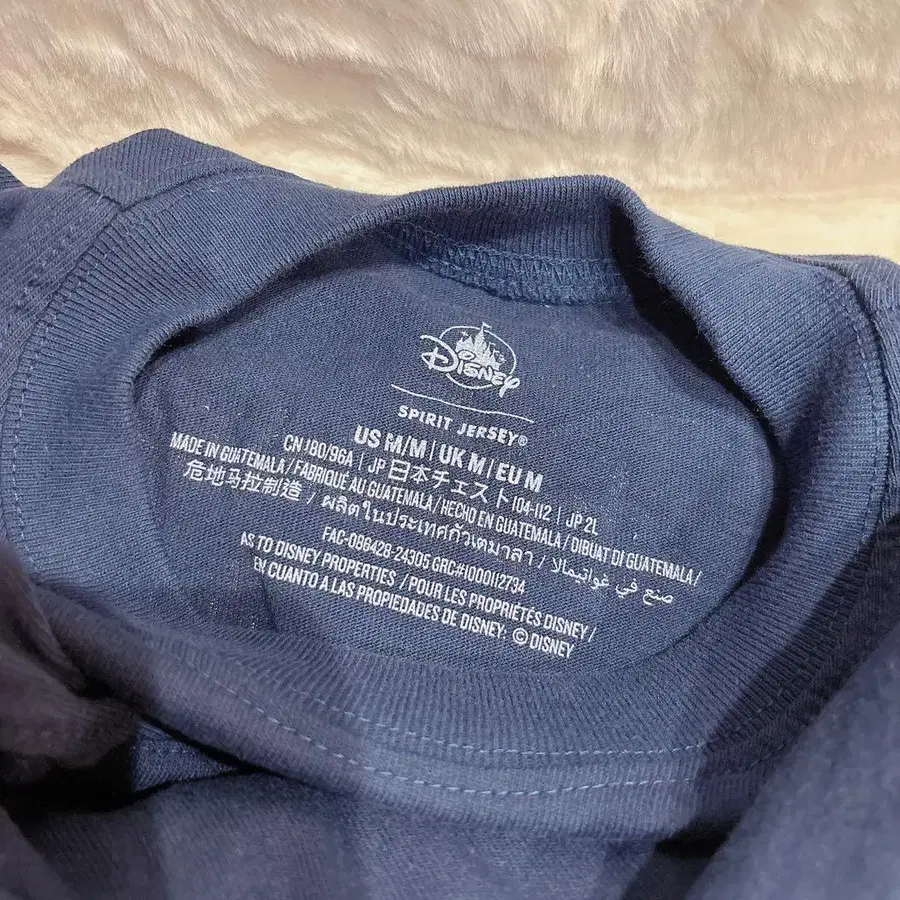 Disney
SPIRIT JERSEY®
US M/M | UK M | EU M
CN 180/96A | JP 日本チェスト 104-112 | JP 2L
MADE IN GUATEMALA / FABRIQUÉ AU GUATEMALA / HECHO EN GUATEMALA / DIBUAT DI GUATEMALA /
危地马拉制造 / ผลิตในประเทศกัวเตมาลา / صنع في غواتيمالا
FAC-086428-24305 GRC#1000112734
AS TO DISNEY PROPERTIES / POUR LES PROPRIÉTÉS DISNEY /
EN CUANTO A LAS PROPIEDADES DE DISNEY: © DISNEY